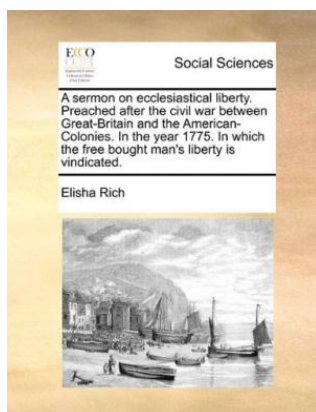 ECCO
Social Sciences
A sermon on ecclesiastical liberty.
Preached after the civil war between
Great-Britain and the American-
Colonies. In the year 1775. In which
the free bought man's liberty is
vindicated.
Elisha Rich